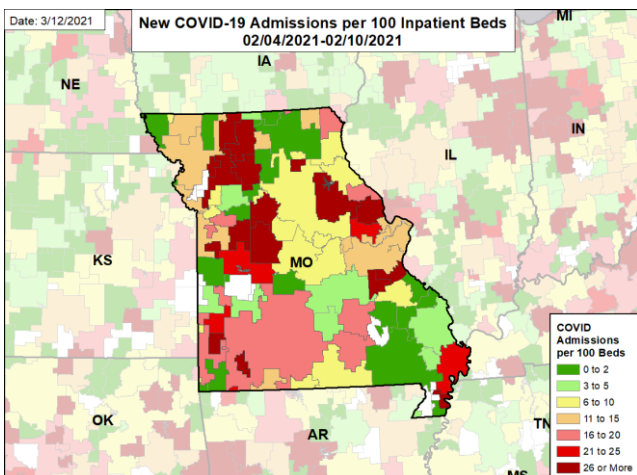 Date: 3/12/2021
New COVID-19 Admissions per 100 Inpatient Beds
02/04/2021-02/10/2021
MI
NE
IA
IL
IN
KS
MO
OK
AR
TN
MS
COVID
Admissions
per 100 Beds
0 to 2
3 to 5
6 to 10
11 to 15
16 to 20
21 to 25
26 or More